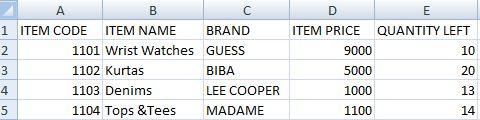 A B C D E
1 ITEM CODE ITEM NAME BRAND ITEM PRICE QUANTITY LEFT
2 1101 Wrist Watches GUESS 9000 10
3 1102 Kurtas BIBA 5000 20
4 1103 Denims LEE COOPER 1000 13
5 1104 Tops &Tees MADAME 1100 14